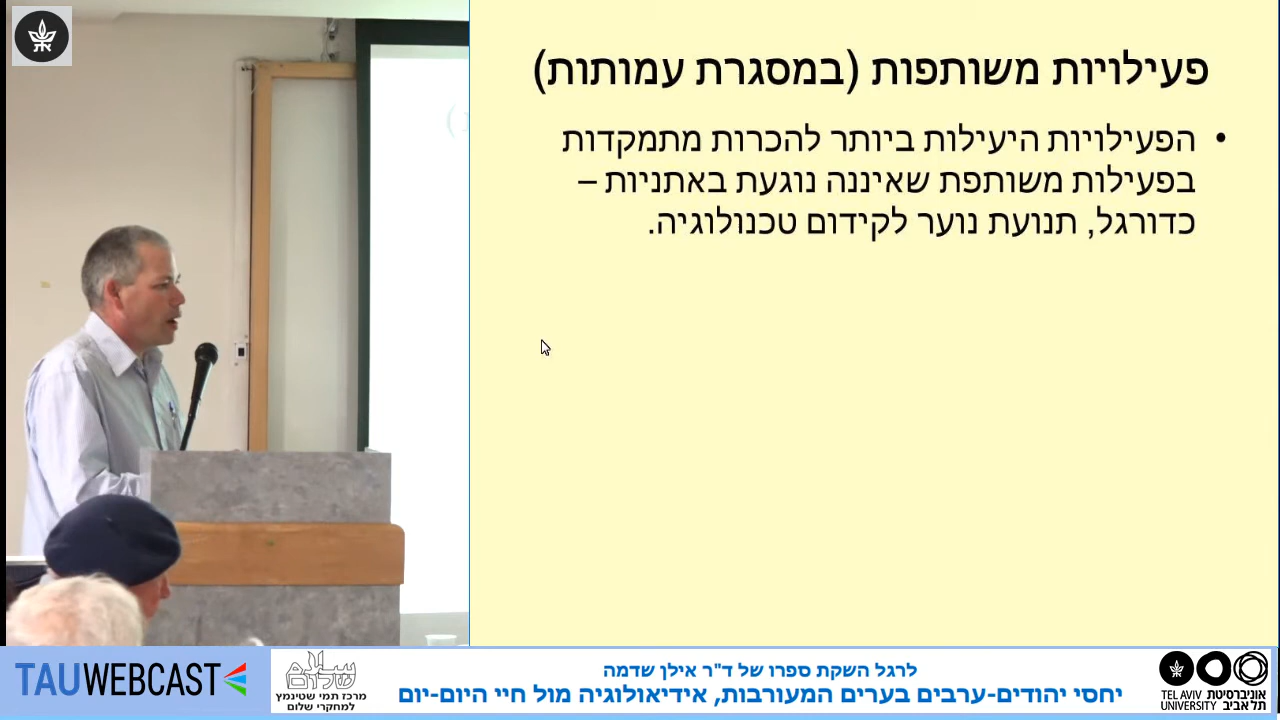 פעילויות משותפות (במסגרת עמותות)
• הפעילויות היעילות ביותר להכרות מתמקדות
בפעילות משותפת שאיננה נוגעת באתניות –
כדורגל, תנועת נוער לקידום טכנולוגיה.
לרגל השקת ספרו של ד"ר אילן שדמה
יחסי יהודים-ערבים בערים המעורבות, אידיאולוגיה מול חיי היום-יום
TAUWEBCAST
שלום
מרכז תמי שטינמץ
למחקרי שלום
TEL AVIV אוניברסיטת
UNIVERSITY תל אביב